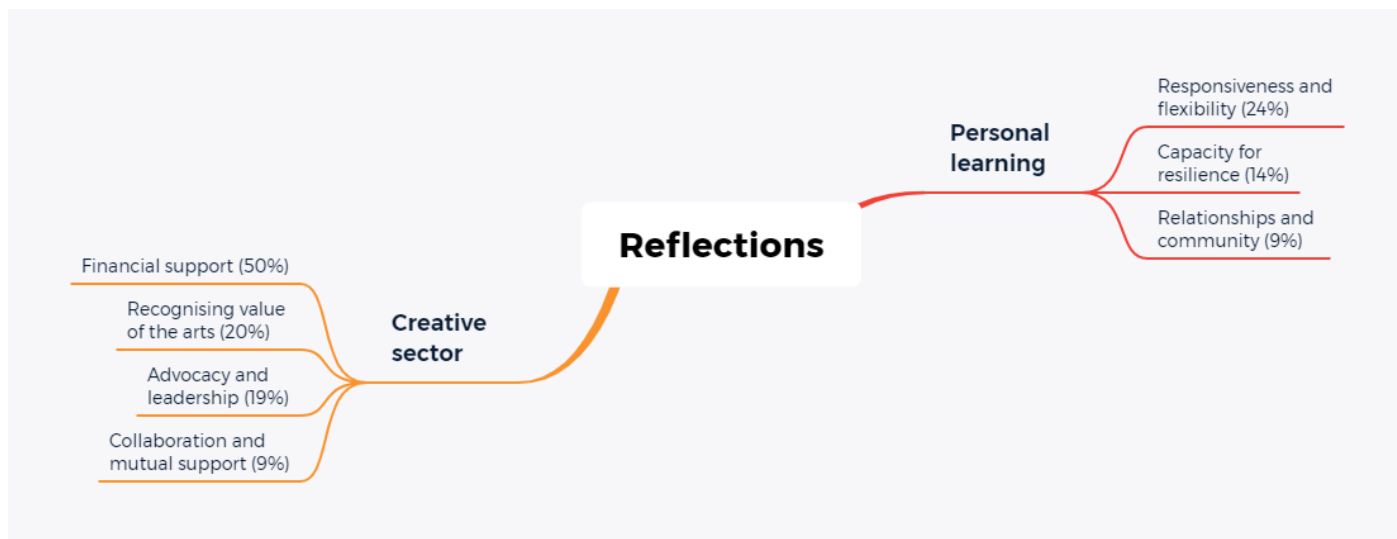 Reflections
Personal
learning
Responsiveness and
flexibility (24%)
Capacity for
resilience (14%)
Relationships and
community (9%)
Creative
sector
Financial support (50%)
Recognising value
of the arts (20%)
Advocacy and
leadership (19%)
Collaboration and
mutual support (9%)